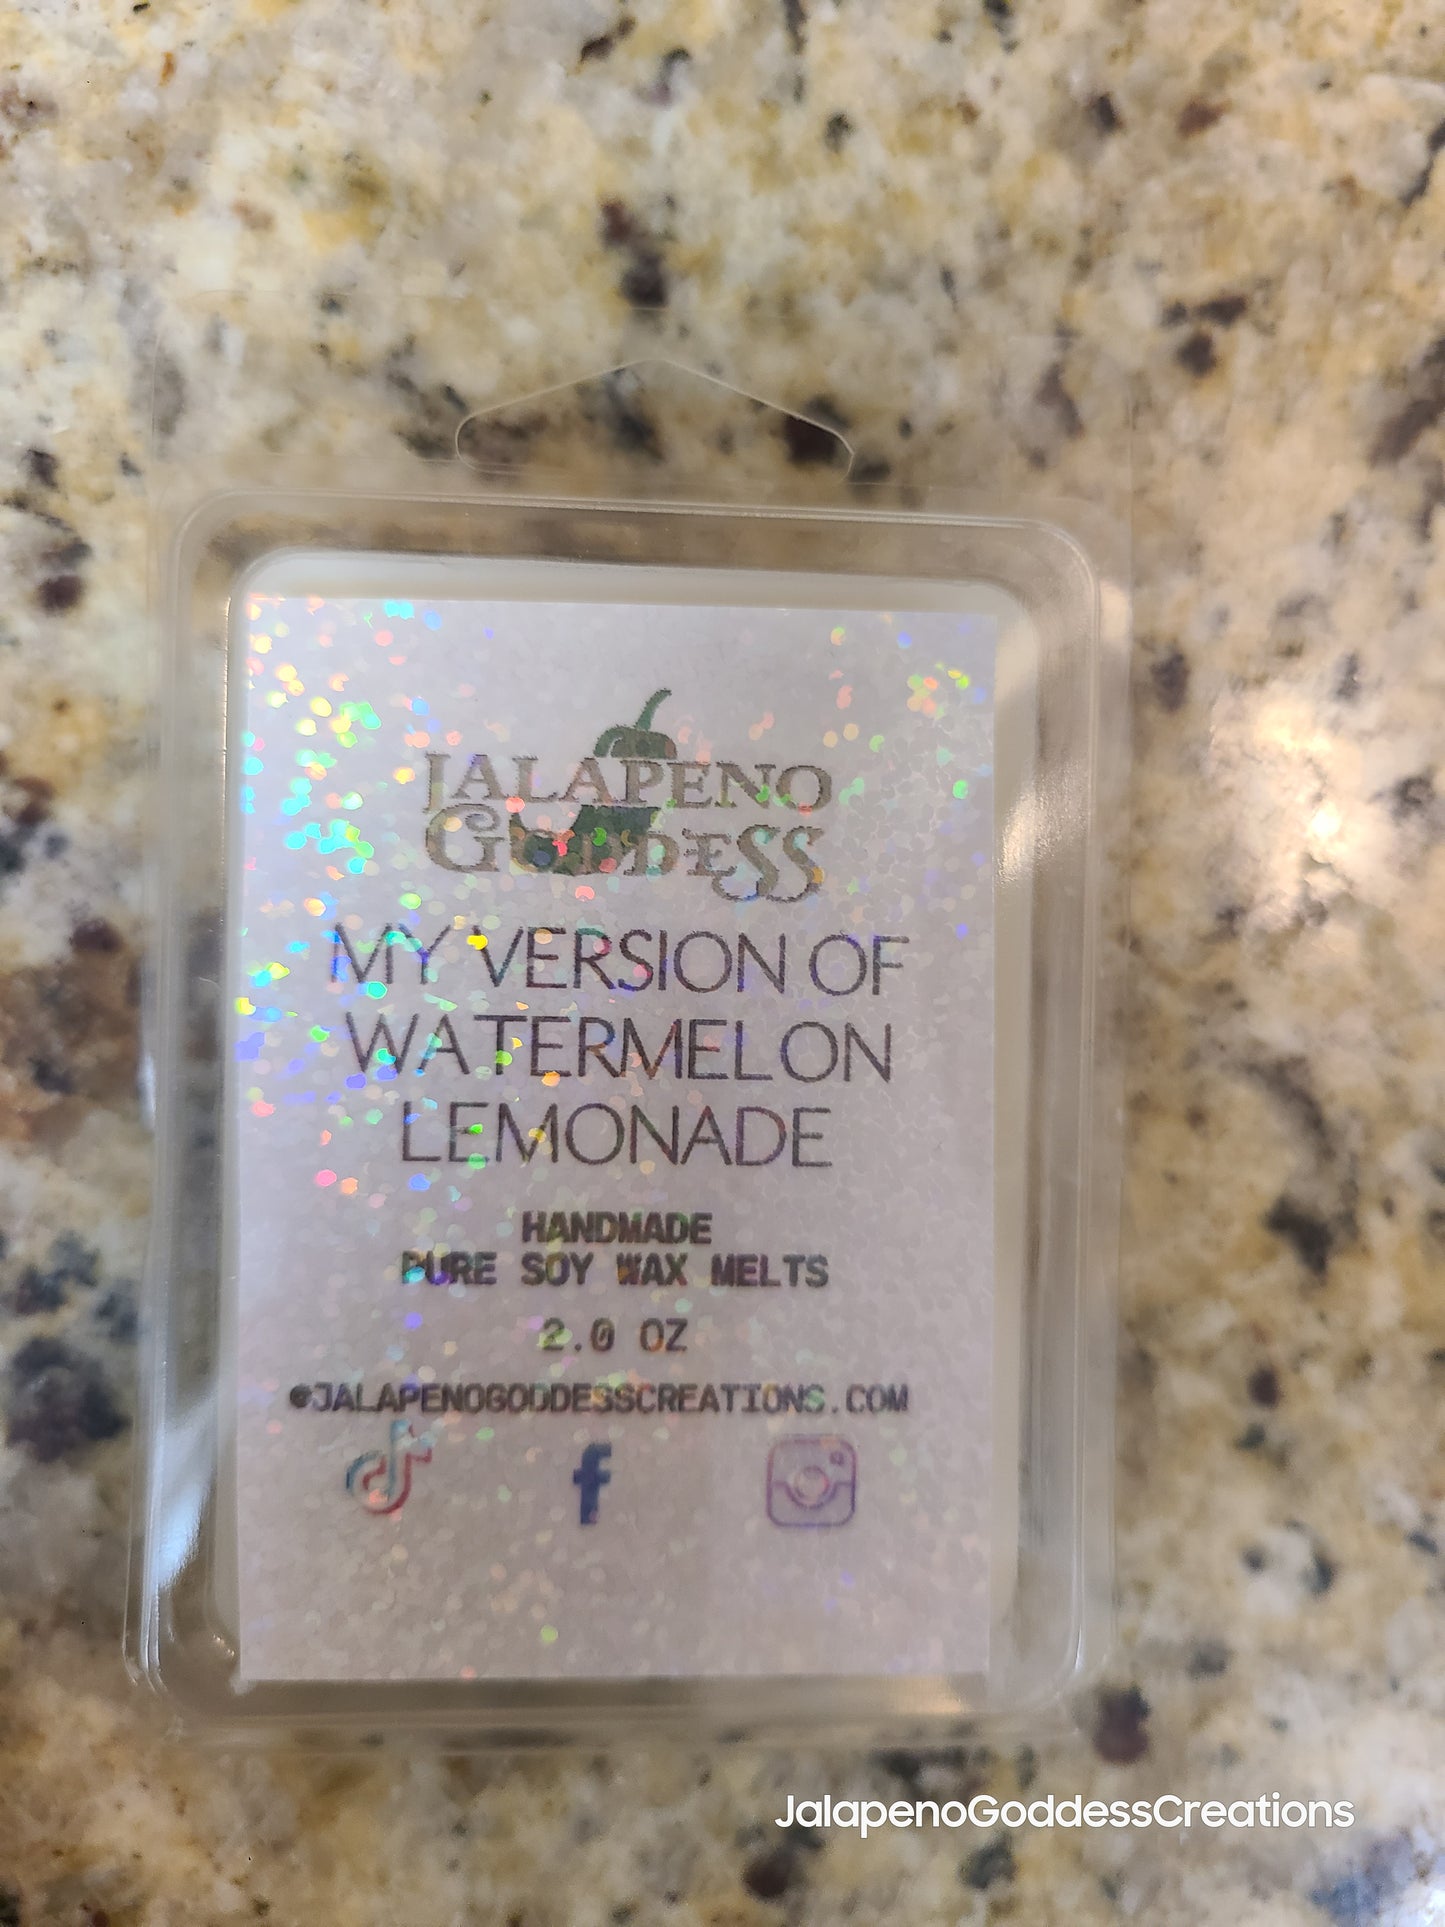 JALAPENO
GODDESS
MY VERSION OF
WATERMELON
LEMONADE
HANDMADE
PURE SOY WAX MELTS
2.0 OZ
@JALAPENOGODDESSCREATIONS.COM
JalapenoGoddessCreations